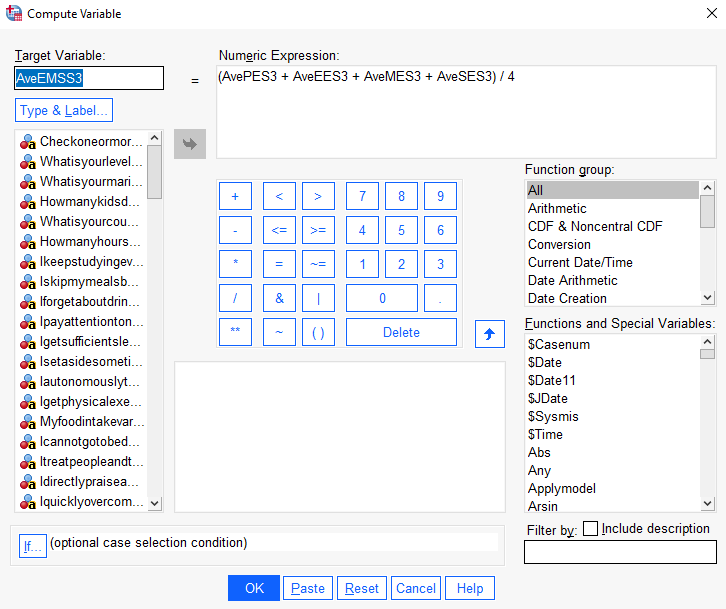 Compute Variable
Target Variable:
AveEMSS3
Type & Label...
=
Numeric Expression:
(AvePES3 + AveEES3 + AveMES3 + AveSES3) / 4
Checkoneormor...
Whatisyourlevel...
Whatisyourmari...
Howmanykidsd...
Whatisyourcou...
Howmanyhours...
Ikeepstudyingev...
Iskipmymealsb...
Iforgetaboutdrin...
Ipayattentionton...
Igetsufficientsle...
Isetasidesometi...
Iautonomouslyt...
Igetphysicalexe...
Myfoodintakevar...
Icannotgotobed...
Itreatpeopleandt...
Idirectlypraisea...
Iquicklyovercom...
+ < > 7 8 9
- <= >= 4 5 6
* = ~= 1 2 3
/ & | 0 .
** ~ ( ) Delete
Function group:
All
Arithmetic
CDF & Noncentral CDF
Conversion
Current Date/Time
Date Arithmetic
Date Creation
Functions and Special Variables:
$Casenum
$Date
$Date11
$JDate
$Sysmis
$Time
Abs
Any
Applymodel
Arsin
If... (optional case selection condition)
Filter by: Include description
OK Paste Reset Cancel Help